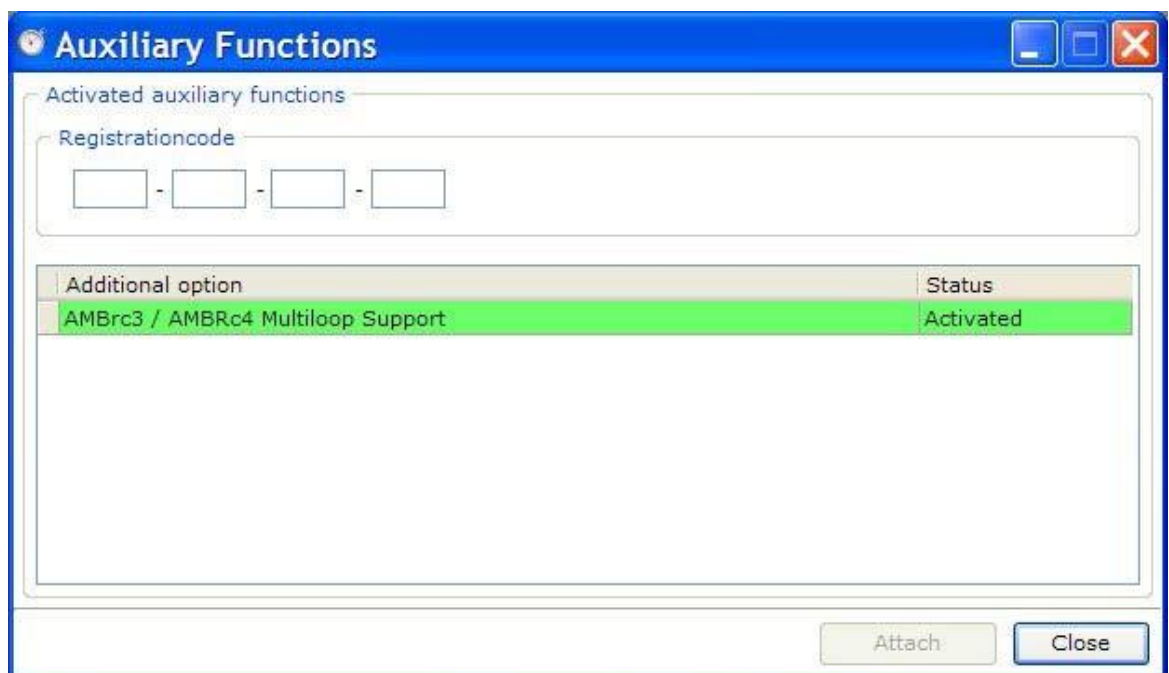 Auxiliary Functions
Activated auxiliary functions
Registrationcode
- - -
Additional option Status
AMBrc3 / AMBRc4 Multiloop Support Activated
Attach Close